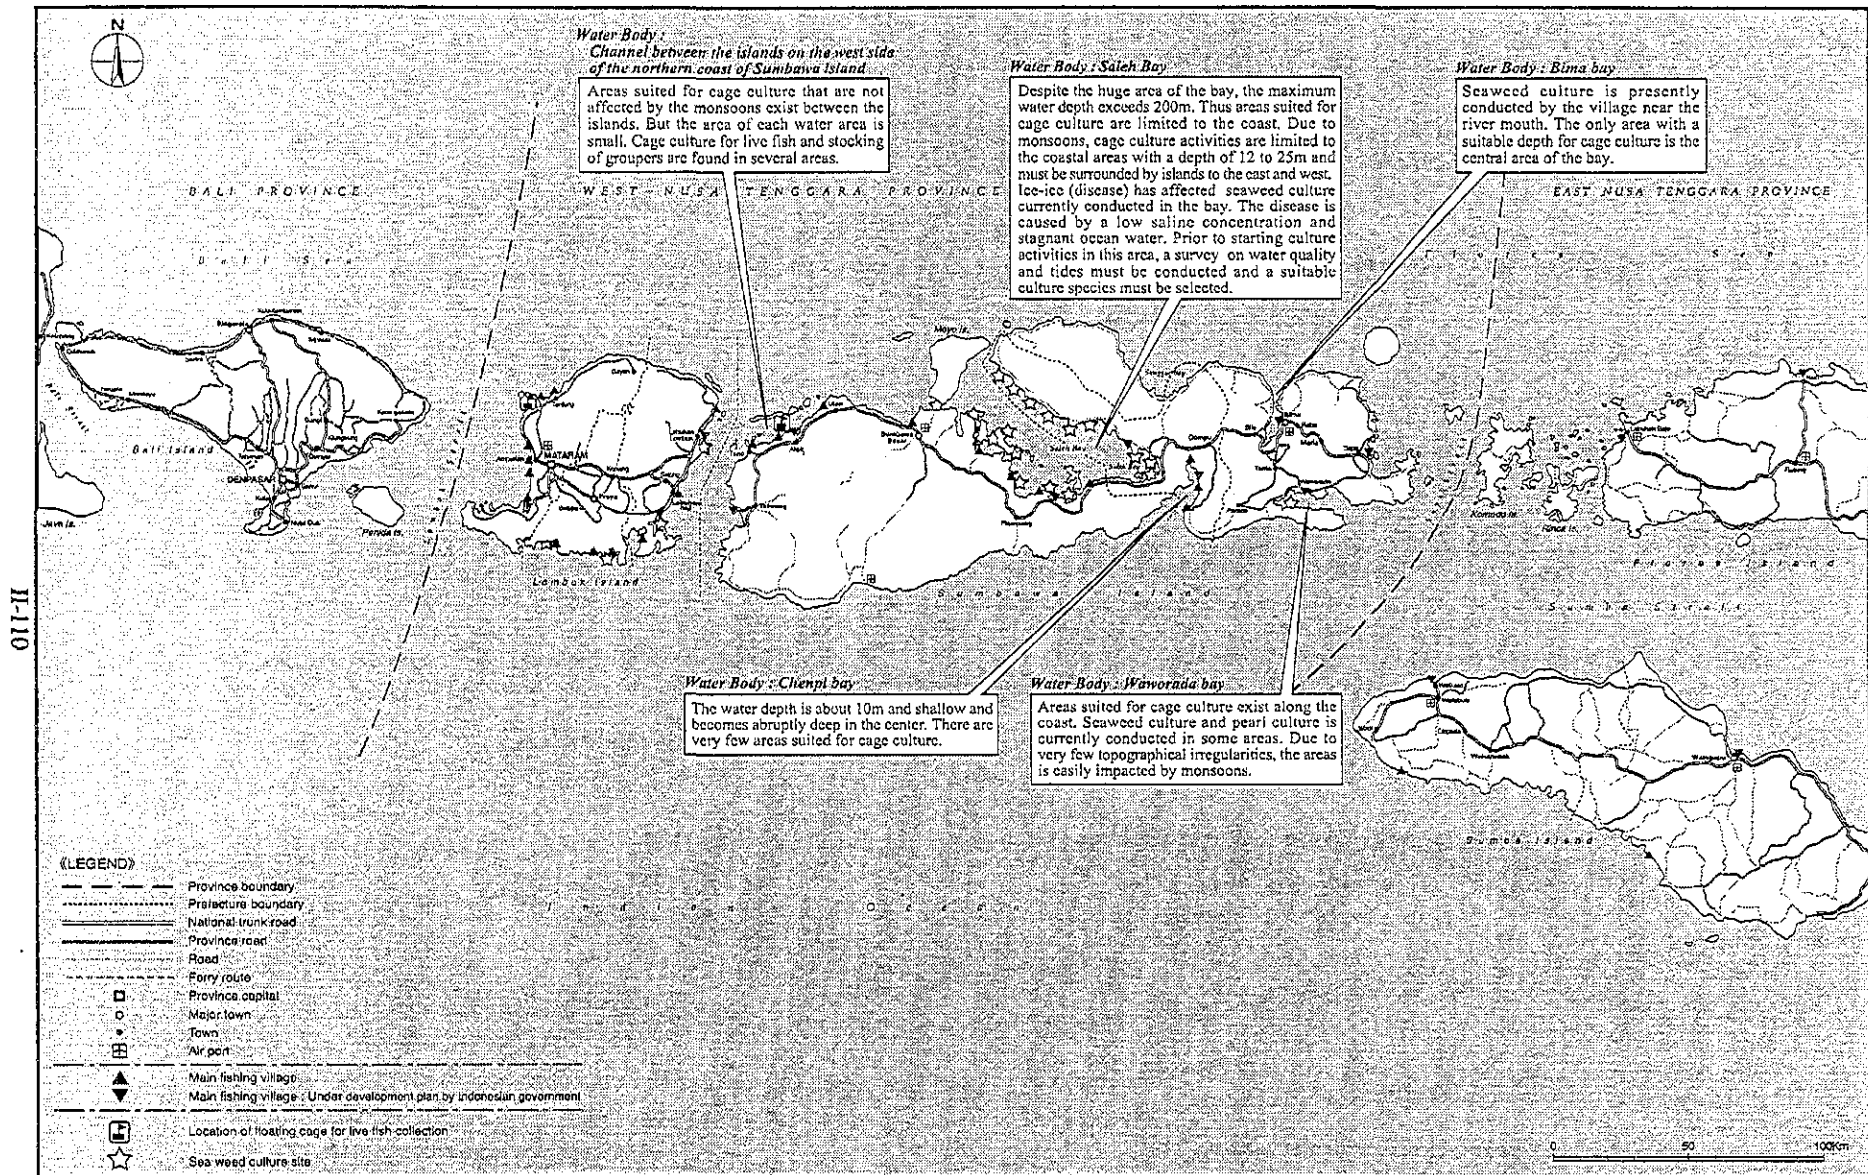 N
Water Body :
Channel between the islands on the west side
of the northern coast of Sumbawa Island
Areas suited for cage culture that are not
affected by the monsoons exist between the
islands. But the area of each water area is
small. Cage culture for live fish and stocking
of groupers are found in several areas.
Water Body : Saleh Bay
Despite the huge area of the bay, the maximum
water depth exceeds 200m. Thus areas suited for
cage culture are limited to the coast. Due to
monsoons, cage culture activities are limited to
the coastal areas with a depth of 12 to 25m and
must be surrounded by islands to the east and west.
Ice-ice (disease) has affected seaweed culture
currently conducted in the bay. The disease is
caused by a low saline concentration and
stagnant ocean water. Prior to starting culture
activities in this area, a survey on water quality
and tides must be conducted and a suitable
culture species must be selected.
Water Body : Bima bay
Seaweed culture is presently
conducted by the village near the
river mouth. The only area with a
suitable depth for cage culture is the
central area of the bay.
BALI PROVINCE
WEST NUSA TENGGARA PROVINCE
EAST NUSA TENGGARA PROVINCE
Bali Sea
Flores Sea
Moyo Is.
Bali Island
MATARAM
DENPASAR
Java Is.
Penida Is.
Lombok Island
Saleh Bay
Sumbawa Island
Komodo Is.
Rinca Is.
Flores Island
Sumba Strait
II-110
Water Body : Chenpi bay
The water depth is about 10m and shallow and
becomes abruptly deep in the center. There are
very few areas suited for cage culture.
Water Body : Waworada bay
Areas suited for cage culture exist along the
coast. Seaweed culture and pearl culture is
currently conducted in some areas. Due to
very few topographical irregularities, the areas
is easily impacted by monsoons.
Sumba Island
Indian Ocean
《LEGEND》
Province boundary
Prefecture boundary
National trunk road
Province road
Road
Ferry route
Province capital
Major town
Town
Air port
Main fishing village
Main fishing village : Under development plan by Indonesian government
Location of floating cage for live fish collection
Sea weed culture site
0 50 100Km